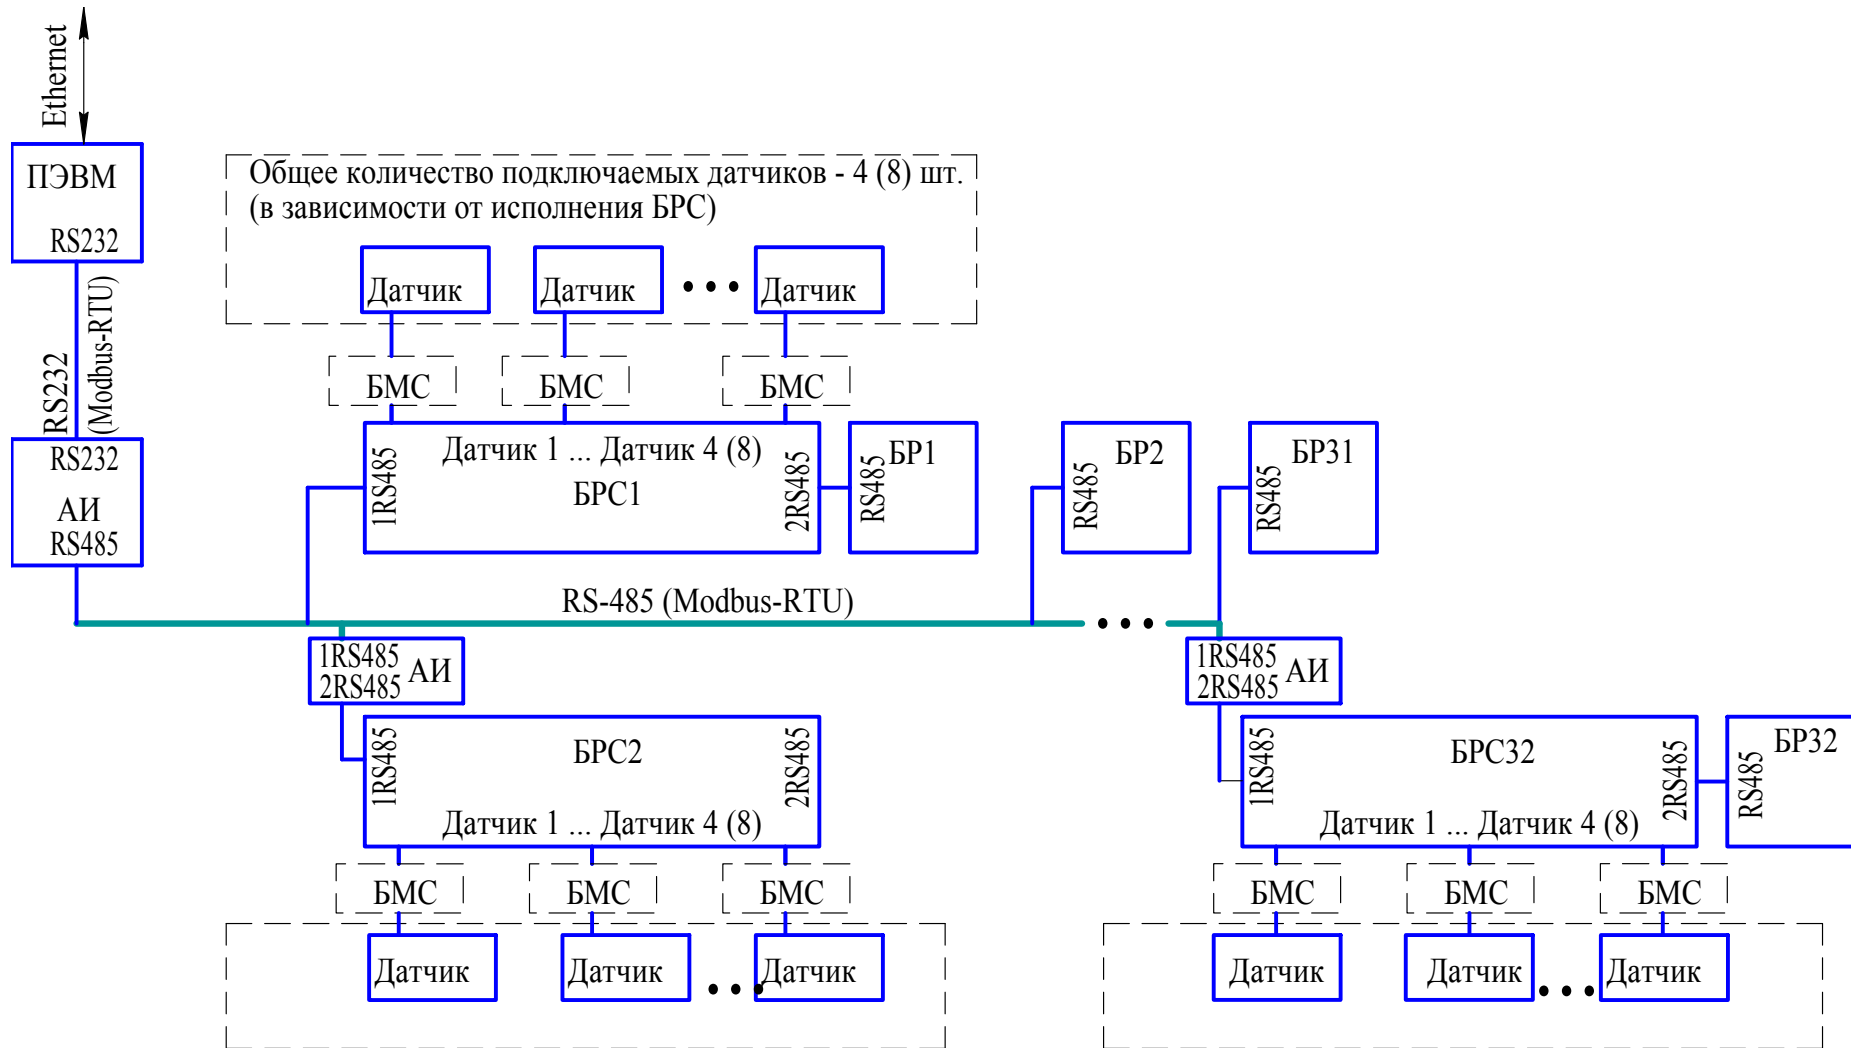 Ethernet
ПЭВМ
RS232
RS232
(Modbus-RTU)
RS232
АИ
RS485
Общее количество подключаемых датчиков - 4 (8) шт.
(в зависимости от исполнения БРС)
Датчик
Датчик
Датчик
БМС
БМС
БМС
Датчик 1 ... Датчик 4 (8)
1RS485
БРС1
2RS485
БР1
RS485
БР2
RS485
БР31
RS485
RS-485 (Modbus-RTU)
1RS485
2RS485
АИ
1RS485
2RS485
АИ
1RS485
БРС2
2RS485
Датчик 1 ... Датчик 4 (8)
1RS485
БРС32
2RS485
Датчик 1 ... Датчик 4 (8)
БР32
RS485
БМС
БМС
БМС
БМС
БМС
БМС
Датчик
Датчик
Датчик
Датчик
Датчик
Датчик